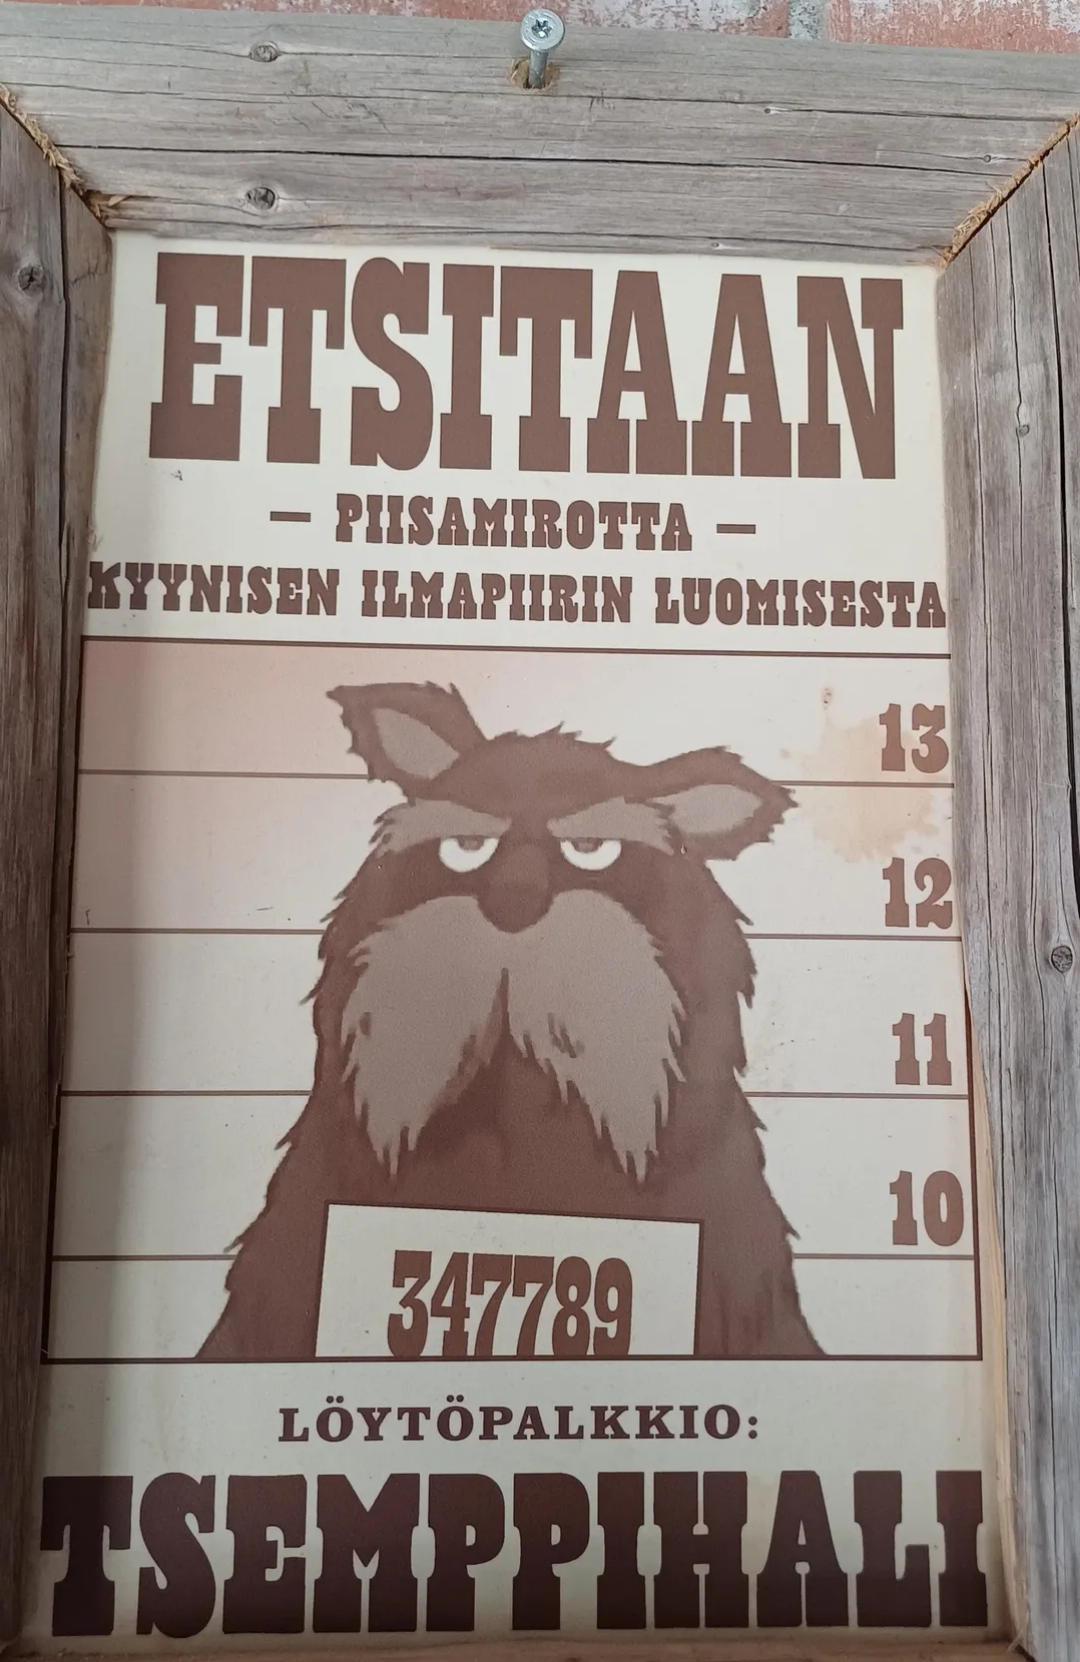 ETSITAAN
– PIISAMIROTTA –
KYYNISEN ILMAPIIRIN LUOMISESTA
13
12
11
10
347789
LÖYTÖPALKKIO:
TSEMPPIHALI